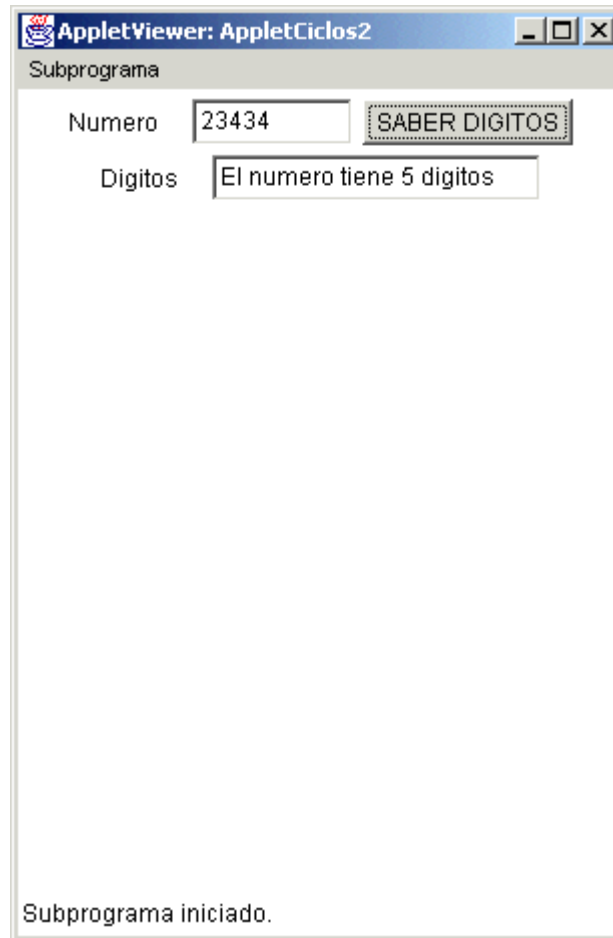 AppletViewer: AppletCiclos2
Subprograma
Numero 23434 SABER DIGITOS
Digitos El numero tiene 5 digitos
Subprograma iniciado.